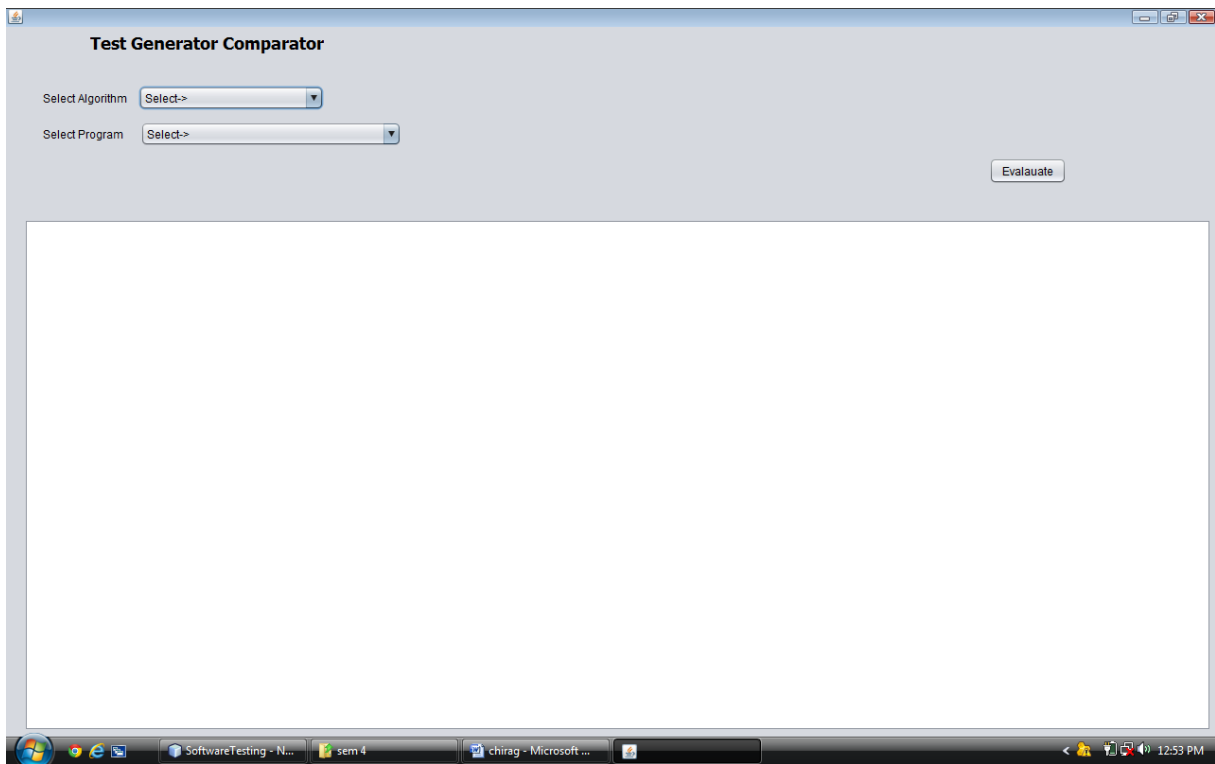 Test Generator Comparator
Select Algorithm Select->
Select Program Select->
Evalauate
SoftwareTesting - N... sem 4 chirag - Microsoft ... 12:53 PM